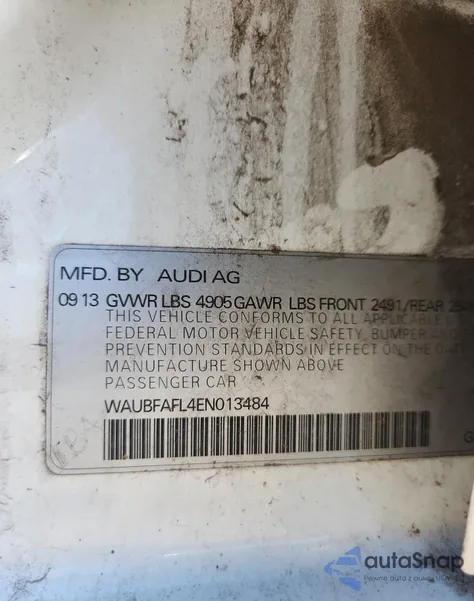 MFD. BY AUDI AG
09 13 GVWR LBS 4905 GAWR LBS FRONT 2491/REAR
THIS VEHICLE CONFORMS TO ALL APPLICABLE
FEDERAL MOTOR VEHICLE SAFETY, BUMPER AND
PREVENTION STANDARDS IN EFFECT ON THE
MANUFACTURE SHOWN ABOVE
PASSENGER CAR
WAUBFAFL4EN013484
autoSnap